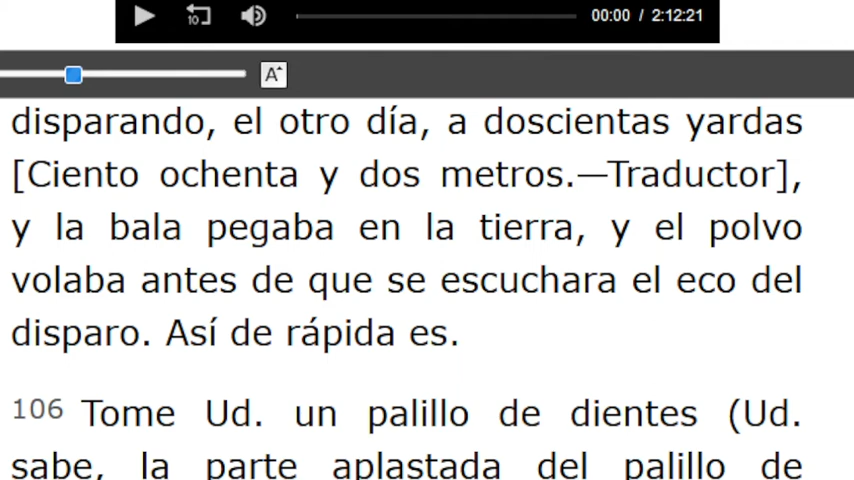 10
00:00 / 2:12:21
A
disparando, el otro día, a doscientas yardas
[Ciento ochenta y dos metros.—Traductor],
y la bala pegaba en la tierra, y el polvo
volaba antes de que se escuchara el eco del
disparo. Así de rápida es.
106 Tome Ud. un palillo de dientes (Ud.
sabe, la parte aplastada del palillo de